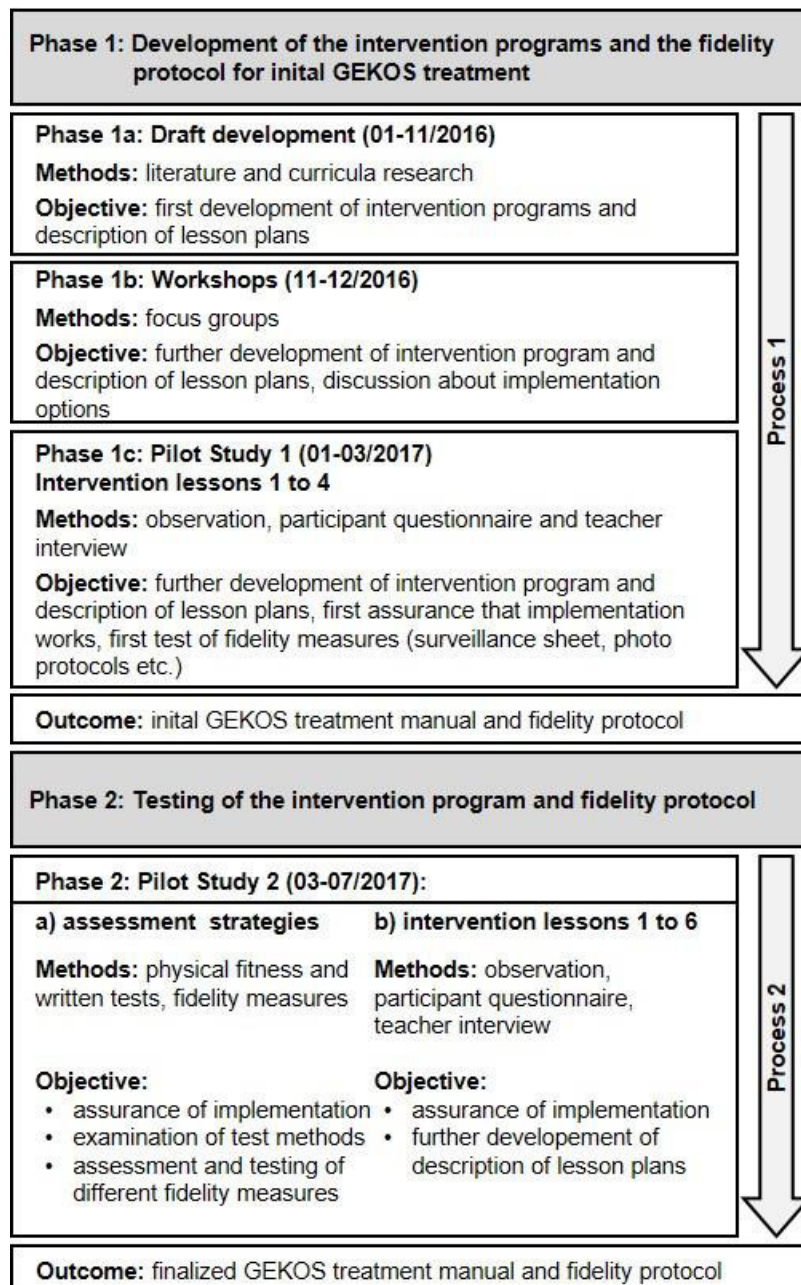 Phase 1: Development of the intervention programs and the fidelity
protocol for inital GEKOS treatment
Phase 1a: Draft development (01-11/2016)
Methods: literature and curricula research
Objective: first development of intervention programs and
description of lesson plans
Phase 1b: Workshops (11-12/2016)
Methods: focus groups
Objective: further development of intervention program and
description of lesson plans, discussion about implementation
options
Phase 1c: Pilot Study 1 (01-03/2017)
Intervention lessons 1 to 4
Methods: observation, participant questionnaire and teacher
interview
Objective: further development of intervention program and
description of lesson plans, first assurance that implementation
works, first test of fidelity measures (surveillance sheet, photo
protocols etc.)
Process 1
Outcome: inital GEKOS treatment manual and fidelity protocol
Phase 2: Testing of the intervention program and fidelity protocol
Phase 2: Pilot Study 2 (03-07/2017):
a) assessment strategies
Methods: physical fitness and
written tests, fidelity measures
Objective:
• assurance of implementation
• examination of test methods
• assessment and testing of
different fidelity measures
b) intervention lessons 1 to 6
Methods: observation,
participant questionnaire,
teacher interview
Objective:
• assurance of implementation
• further developement of
description of lesson plans
Process 2
Outcome: finalized GEKOS treatment manual and fidelity protocol